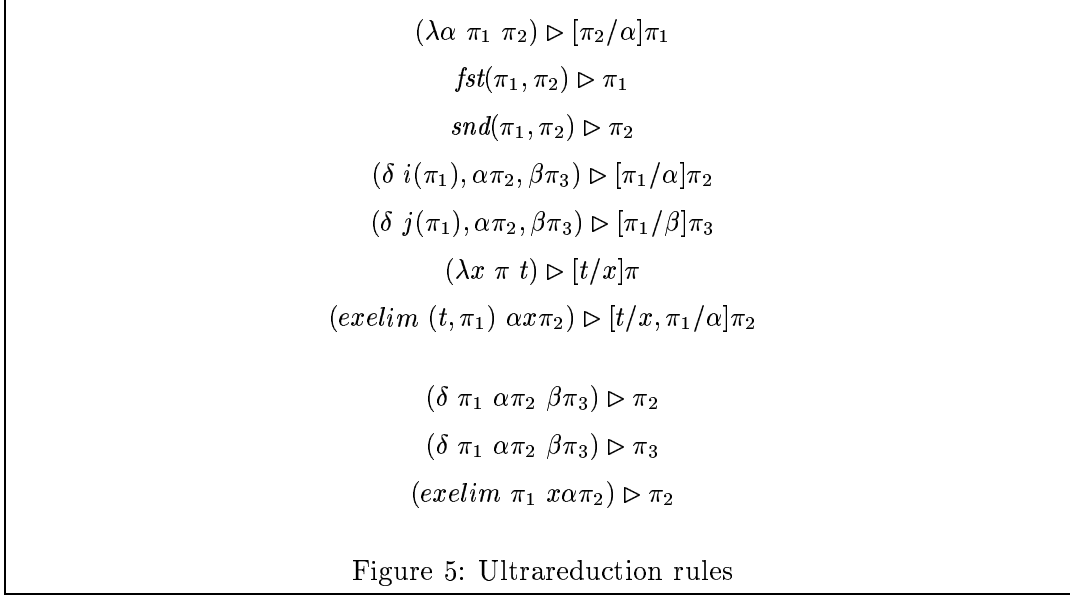 (λα π₁ π₂) ▷ [π₂/α]π₁
fst(π₁, π₂) ▷ π₁
snd(π₁, π₂) ▷ π₂
(δ i(π₁), απ₂, βπ₃) ▷ [π₁/α]π₂
(δ j(π₁), απ₂, βπ₃) ▷ [π₁/β]π₃
(λx π t) ▷ [t/x]π
(exelim (t, π₁) αxπ₂) ▷ [t/x, π₁/α]π₂
(δ π₁ απ₂ βπ₃) ▷ π₂
(δ π₁ απ₂ βπ₃) ▷ π₃
(exelim π₁ xαπ₂) ▷ π₂
Figure 5: Ultrareduction rules